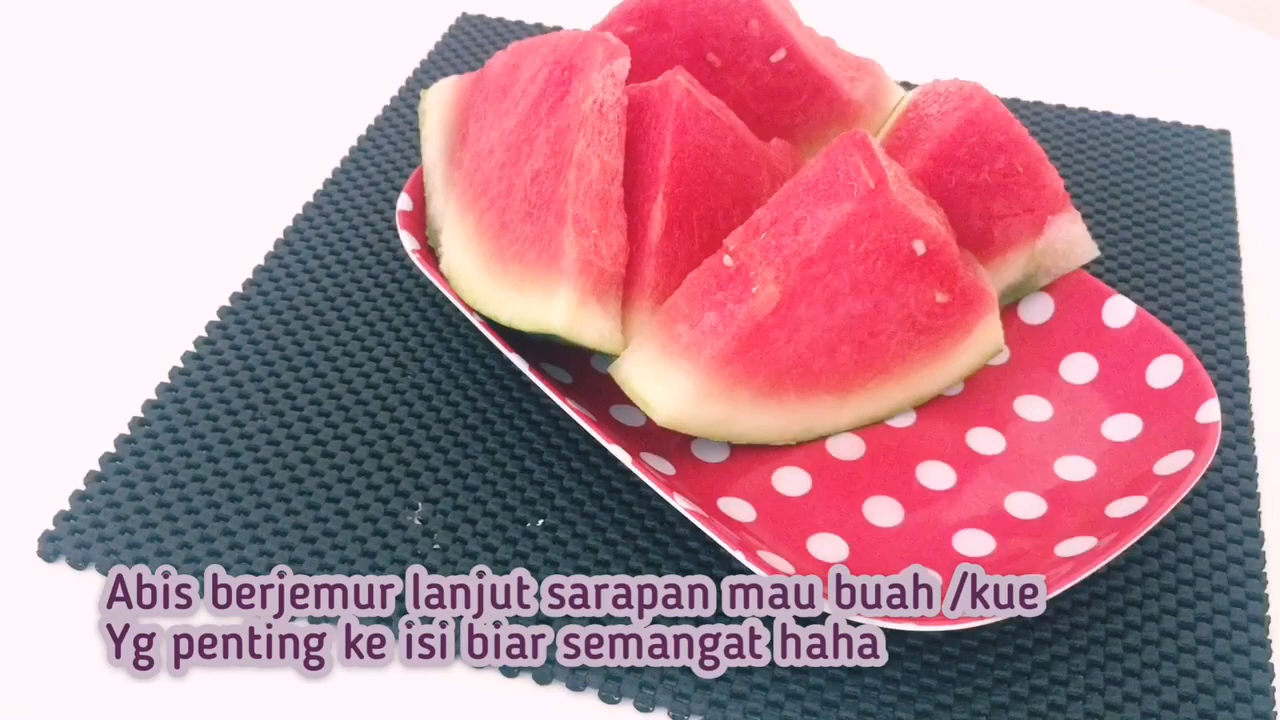 Abis berjemur lanjut sarapan mau buah /kue
Yg penting ke isi biar semangat haha